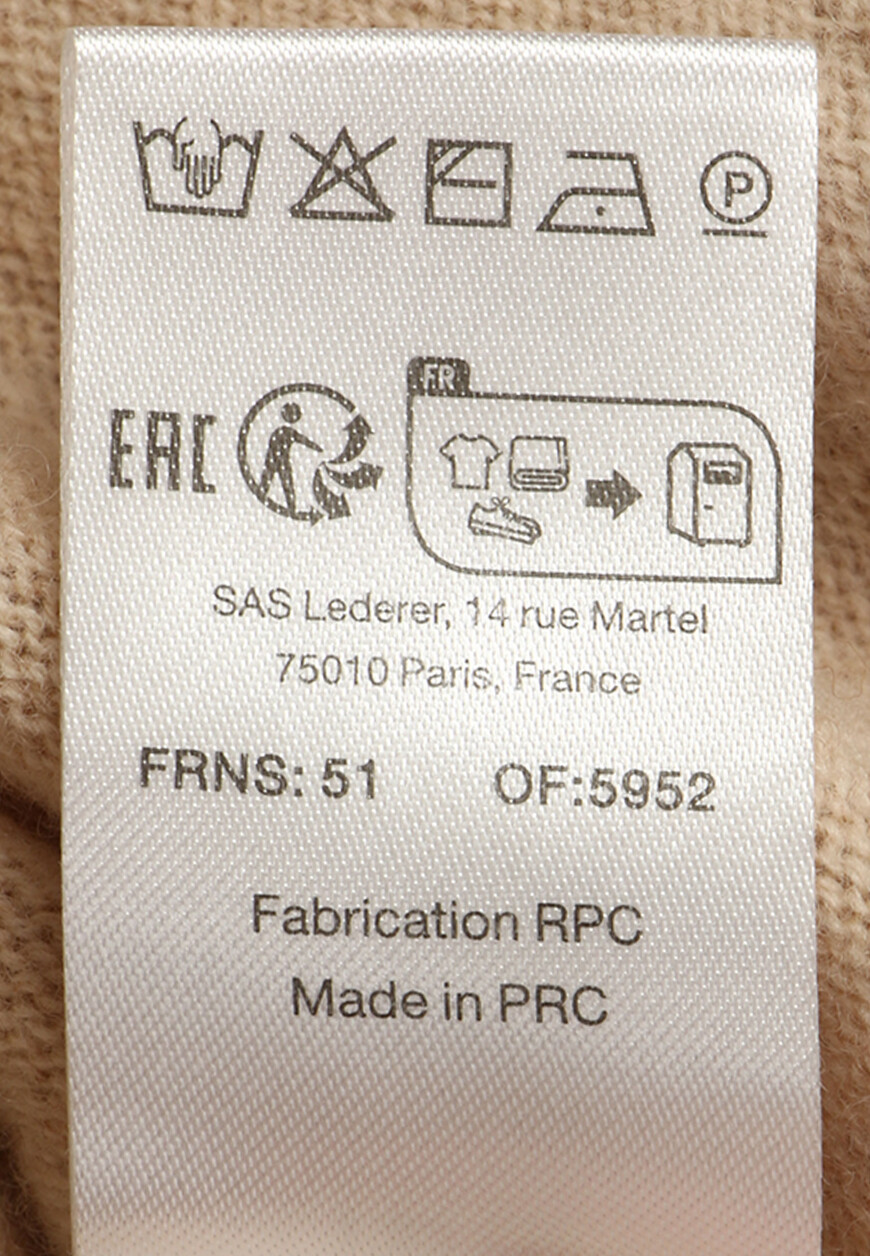 P
FR
EAC
SAS Lederer, 14 rue Martel
75010 Paris, France
FRNS: 51 OF:5952
Fabrication RPC
Made in PRC